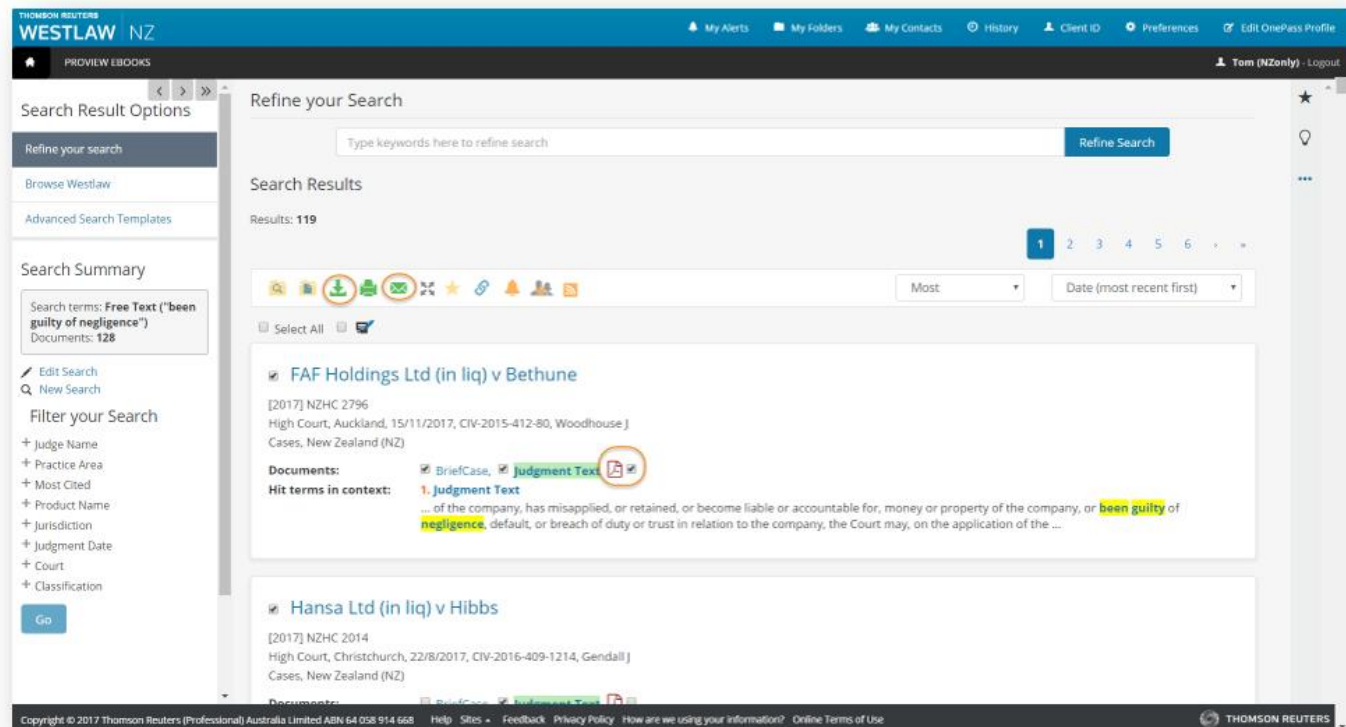 THOMSON REUTERS
WESTLAW NZ
My Alerts My Folders My Contacts History Client ID Preferences Edit OnePass Profile
PROVIEW EBOOKS
Tom (NZonly) - Logout
Search Result Options
Refine your search
Browse Westlaw
Advanced Search Templates
Search Summary
Search terms: Free Text ("been
guilty of negligence")
Documents: 128
Edit Search
New Search
Filter your Search
+ Judge Name
+ Practice Area
+ Most Cited
+ Product Name
+ Jurisdiction
+ Judgment Date
+ Court
+ Classification
Go
Refine your Search
Type keywords here to refine search
Refine Search
Search Results
Results: 119
1 2 3 4 5 6 › »
Most
Date (most recent first)
Select All
FAF Holdings Ltd (in liq) v Bethune
[2017] NZHC 2796
High Court, Auckland, 15/11/2017, CIV-2015-412-80, Woodhouse J
Cases, New Zealand (NZ)
Documents: BriefCase, Judgment Text
Hit terms in context: 1. Judgment Text
... of the company, has misapplied, or retained, or become liable or accountable for, money or property of the company, or been guilty of
negligence, default, or breach of duty or trust in relation to the company, the Court may, on the application of the ...
Hansa Ltd (in liq) v Hibbs
[2017] NZHC 2014
High Court, Christchurch, 22/8/2017, CIV-2016-409-1214, Gendall J
Cases, New Zealand (NZ)
Documents: BriefCase, Judgment Text
Copyright © 2017 Thomson Reuters (Professional) Australia Limited ABN 64 058 914 668 Help Sites Feedback Privacy Policy How are we using your information? Online Terms of Use
THOMSON REUTERS